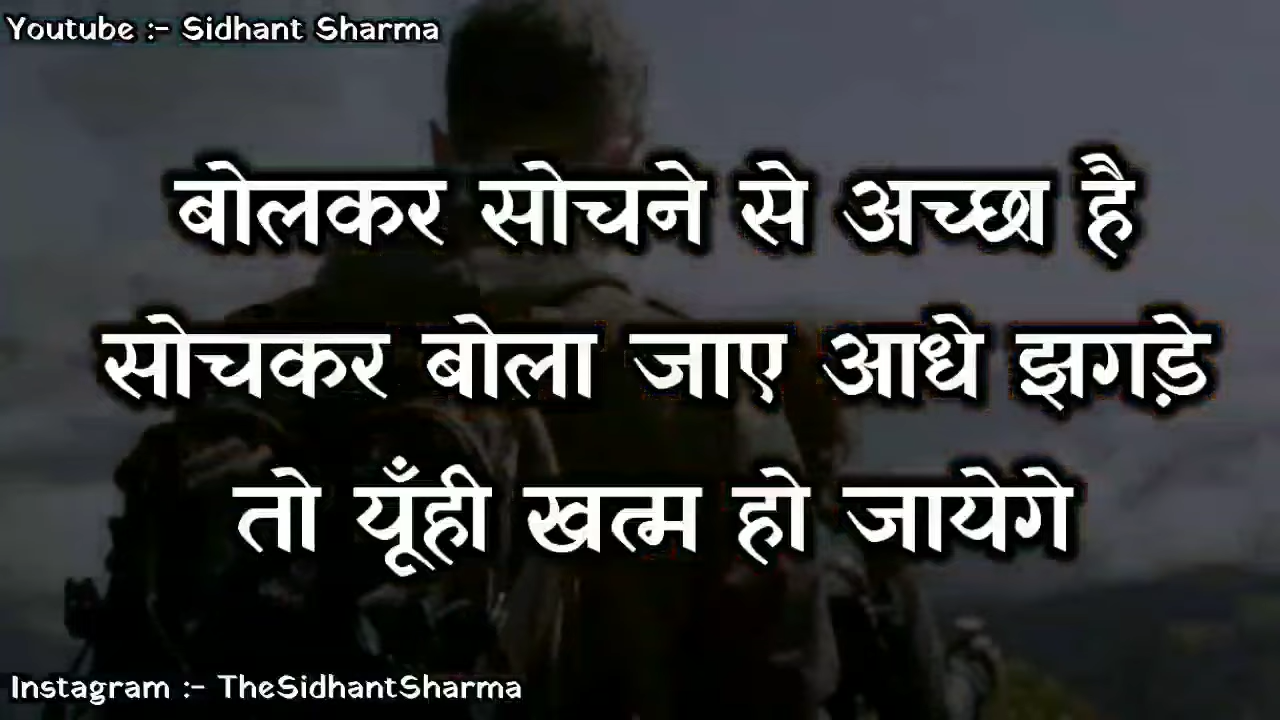 Youtube :- Sidhant Sharma
बोलकर सोचने से अच्छा है
सोचकर बोला जाए आधे झगड़े
तो यूँही खत्म हो जायेगे
Instagram :- TheSidhantSharma